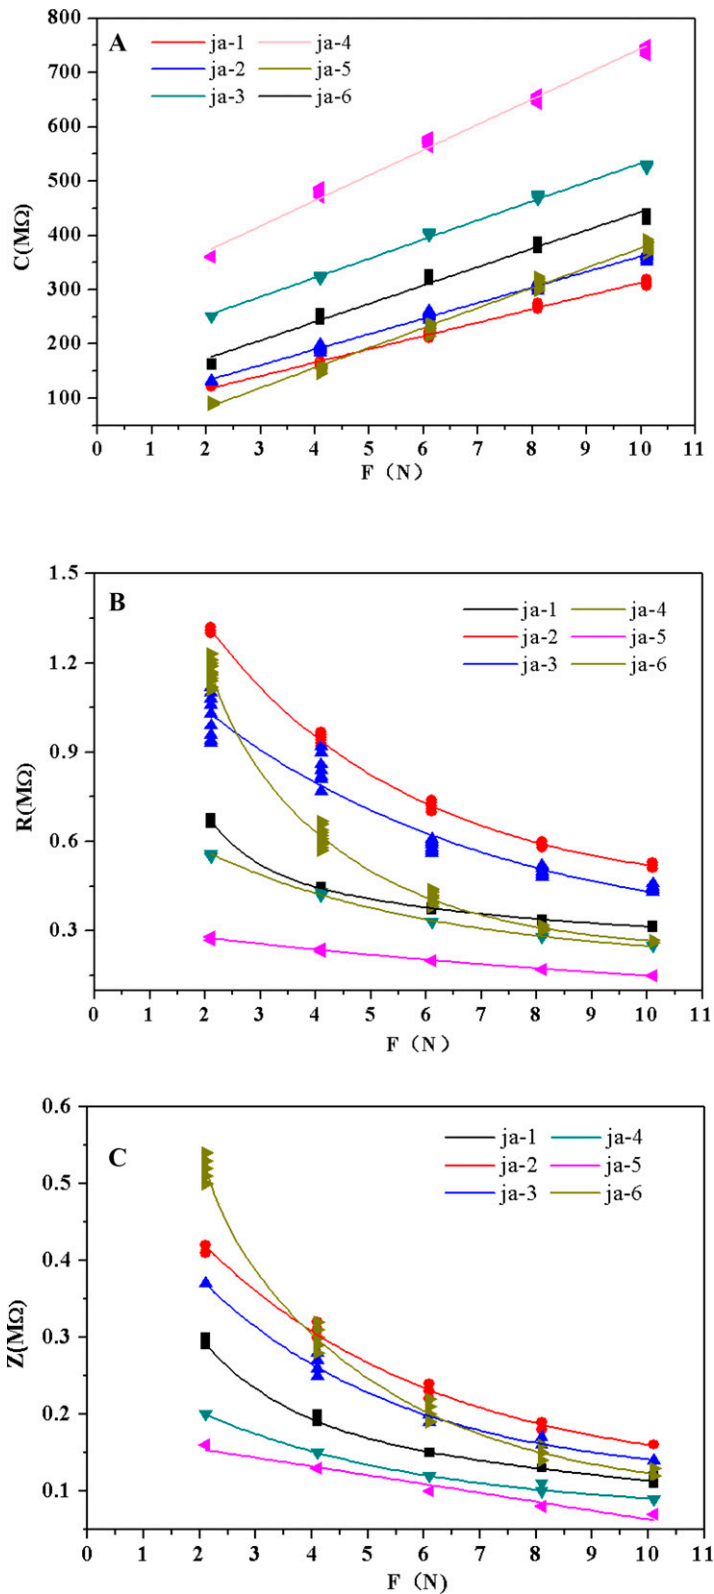 A
ja-1 ja-4
ja-2 ja-5
ja-3 ja-6
C(MΩ)
800
700
600
500
400
300
200
100
0 1 2 3 4 5 6 7 8 9 10 11
F（N）
B
ja-1 ja-4
ja-2 ja-5
ja-3 ja-6
R(MΩ)
1.5
1.2
0.9
0.6
0.3
0 1 2 3 4 5 6 7 8 9 10 11
F（N）
C
ja-1 ja-4
ja-2 ja-5
ja-3 ja-6
Z(MΩ)
0.6
0.5
0.4
0.3
0.2
0.1
0 1 2 3 4 5 6 7 8 9 10 11
F（N）